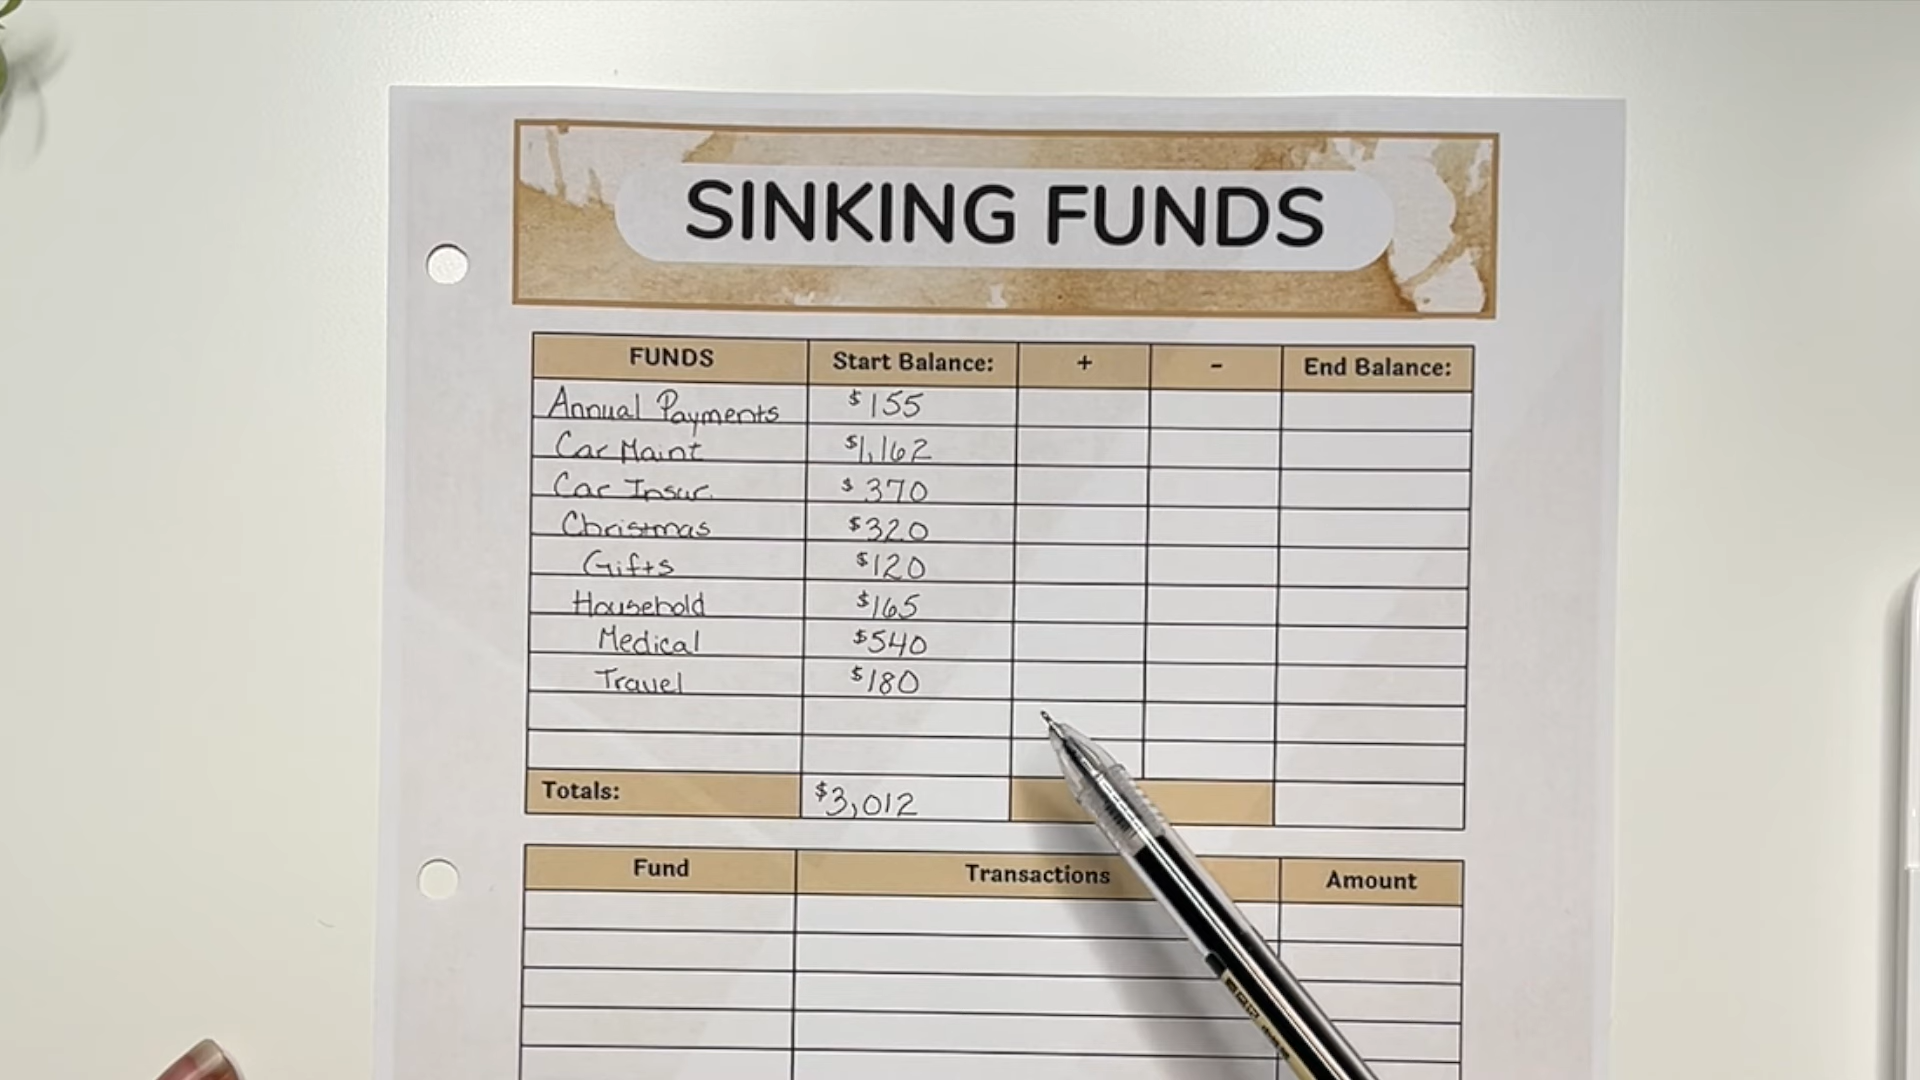 SINKING FUNDS
FUNDS Start Balance: + - End Balance:
Annual Payments $155
Car Maint $1,162
Car Insur. $370
Christmas $320
Gifts $120
Household $165
Medical $540
Travel $180
Totals: $3,012
Fund Transactions Amount